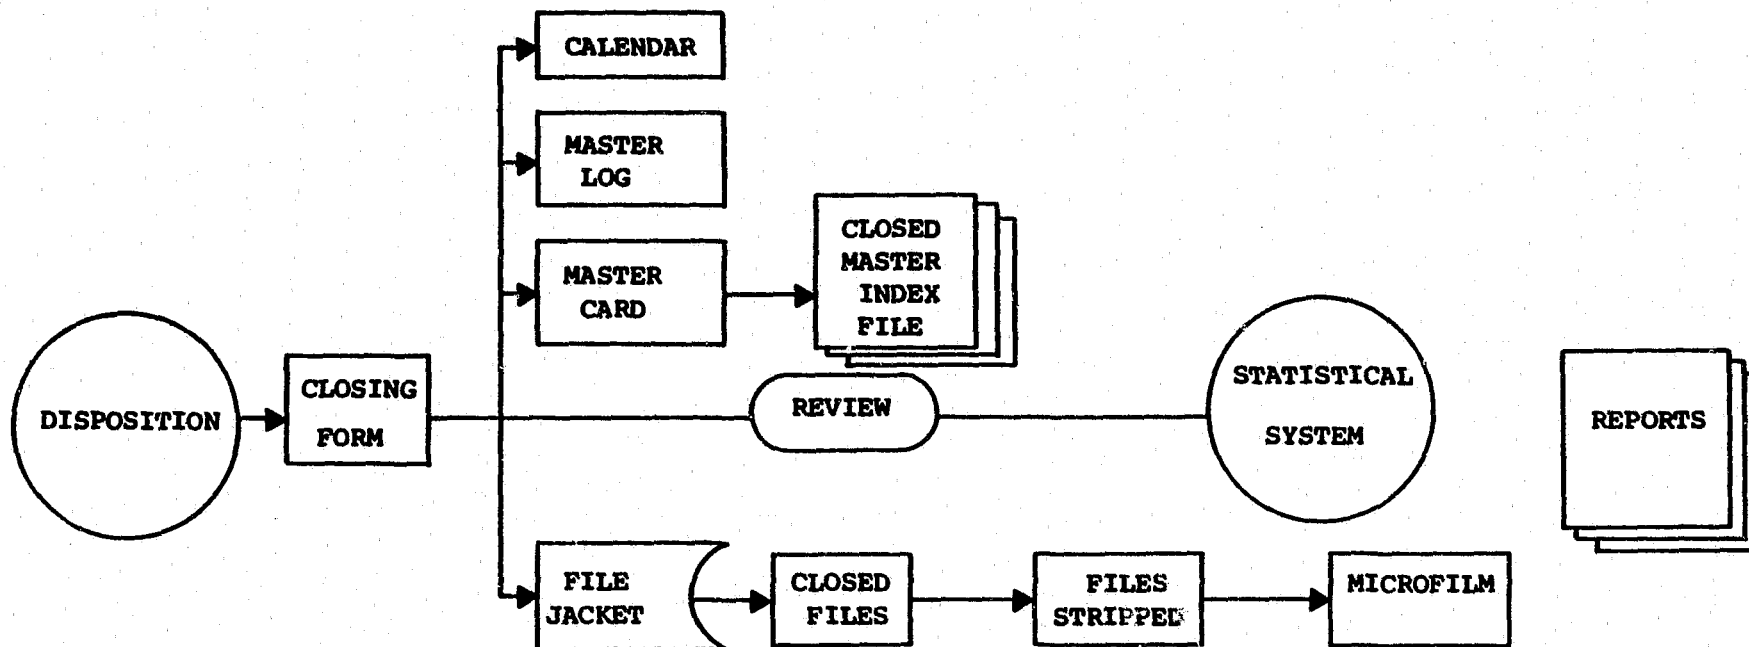 CALENDAR
MASTER
LOG
MASTER
CARD
CLOSED
MASTER
INDEX
FILE
DISPOSITION
CLOSING
FORM
REVIEW
STATISTICAL
SYSTEM
REPORTS
FILE
JACKET
CLOSED
FILES
FILES
STRIPPED
MICROFILM